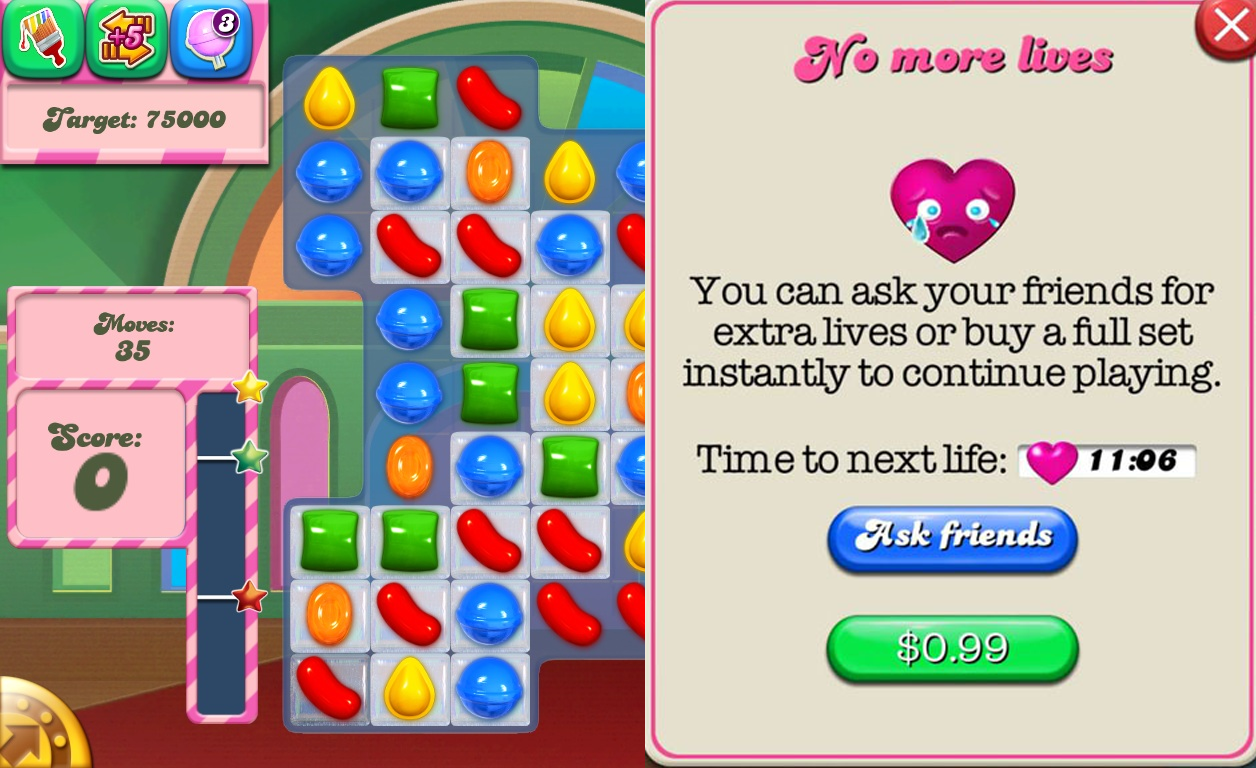 +5
3
Target: 75000
Moves:
35
Score:
0
No more lives
You can ask your friends for
extra lives or buy a full set
instantly to continue playing.
Time to next life: 11:06
Ask friends
$0.99